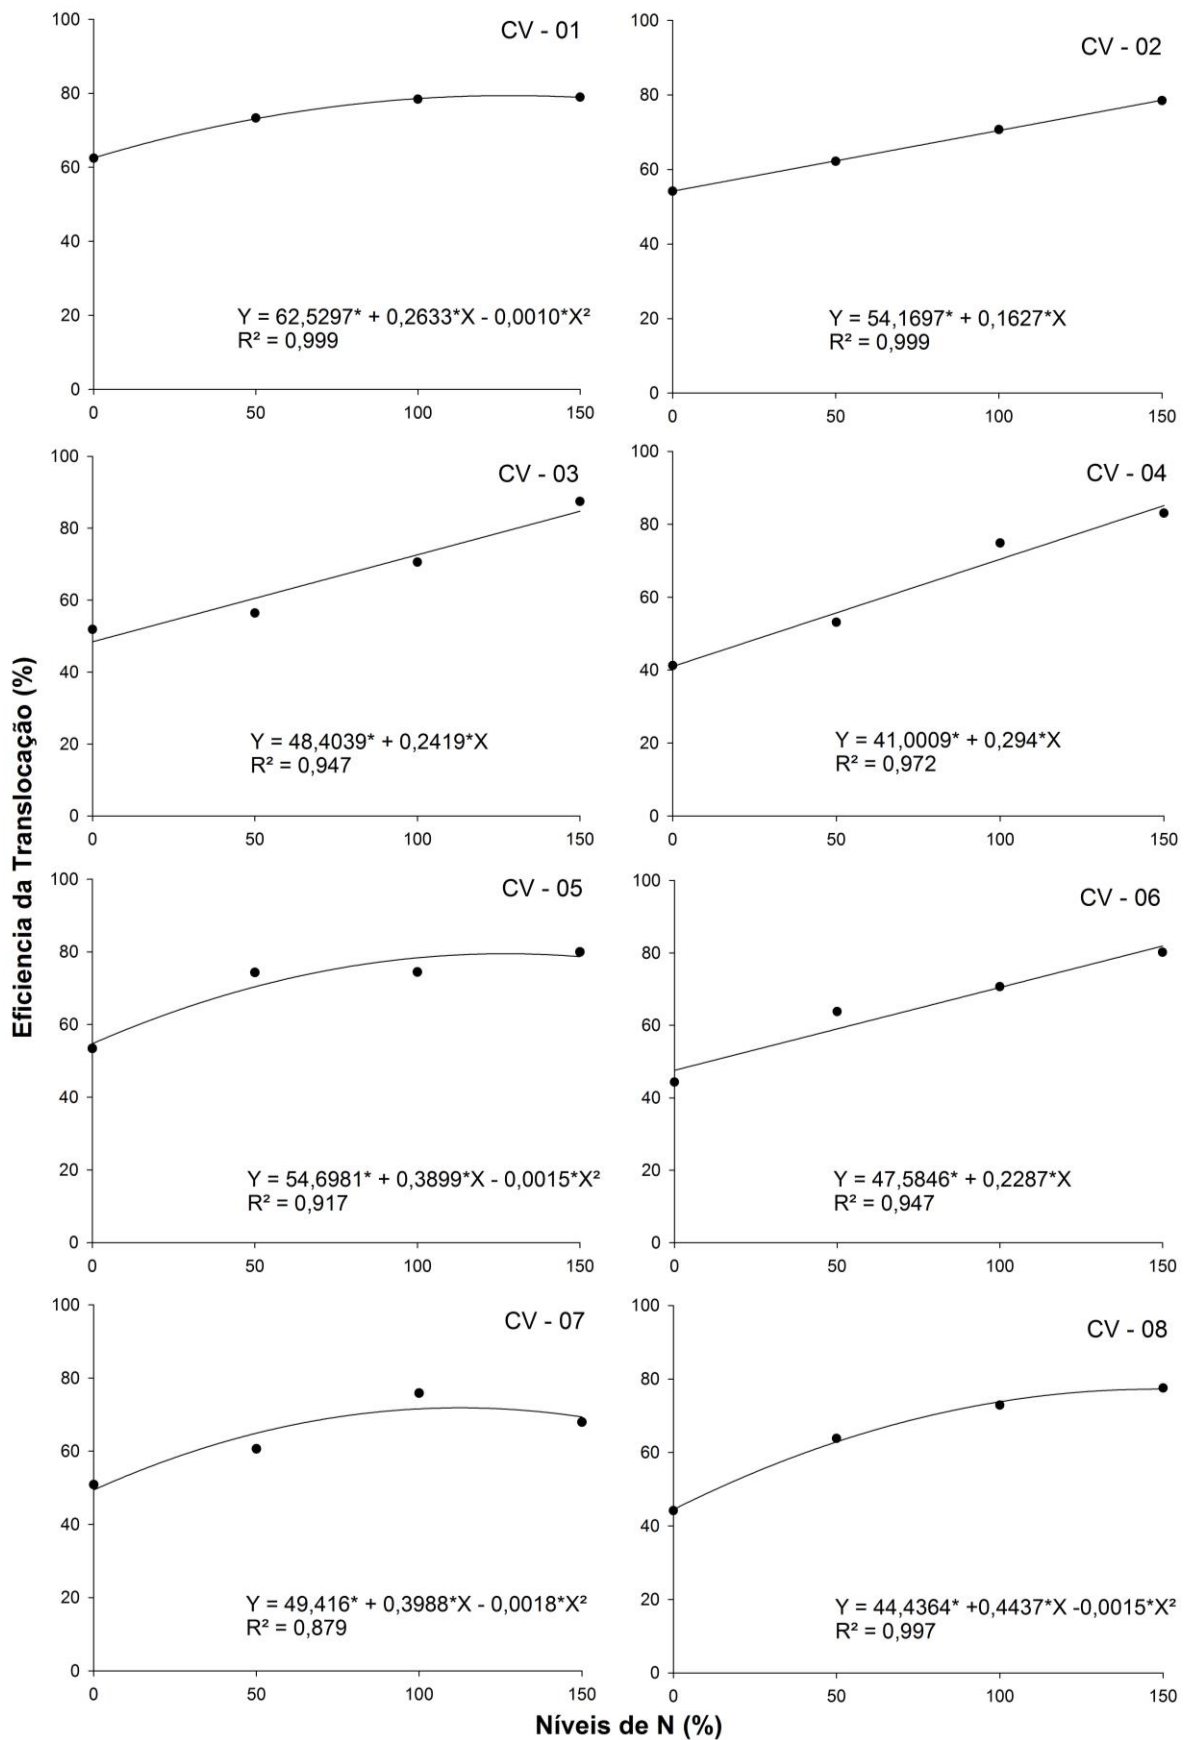 Eficiencia da Translocação (%)
CV - 01
100
80
60
40
20
0
Y = 62,5297* + 0,2633*X - 0,0010*X²
R² = 0,999
0 50 100 150
CV - 02
100
80
60
40
20
0
Y = 54,1697* + 0,1627*X
R² = 0,999
0 50 100 150
CV - 03
100
80
60
40
20
0
Y = 48,4039* + 0,2419*X
R² = 0,947
0 50 100 150
CV - 04
100
80
60
40
20
0
Y = 41,0009* + 0,294*X
R² = 0,972
0 50 100 150
CV - 05
100
80
60
40
20
0
Y = 54,6981* + 0,3899*X - 0,0015*X²
R² = 0,917
0 50 100 150
CV - 06
100
80
60
40
20
0
Y = 47,5846* + 0,2287*X
R² = 0,947
0 50 100 150
CV - 07
100
80
60
40
20
0
Y = 49,416* + 0,3988*X - 0,0018*X²
R² = 0,879
0 50 100 150
CV - 08
100
80
60
40
20
0
Y = 44,4364* +0,4437*X -0,0015*X²
R² = 0,997
0 50 100 150
Níveis de N (%)